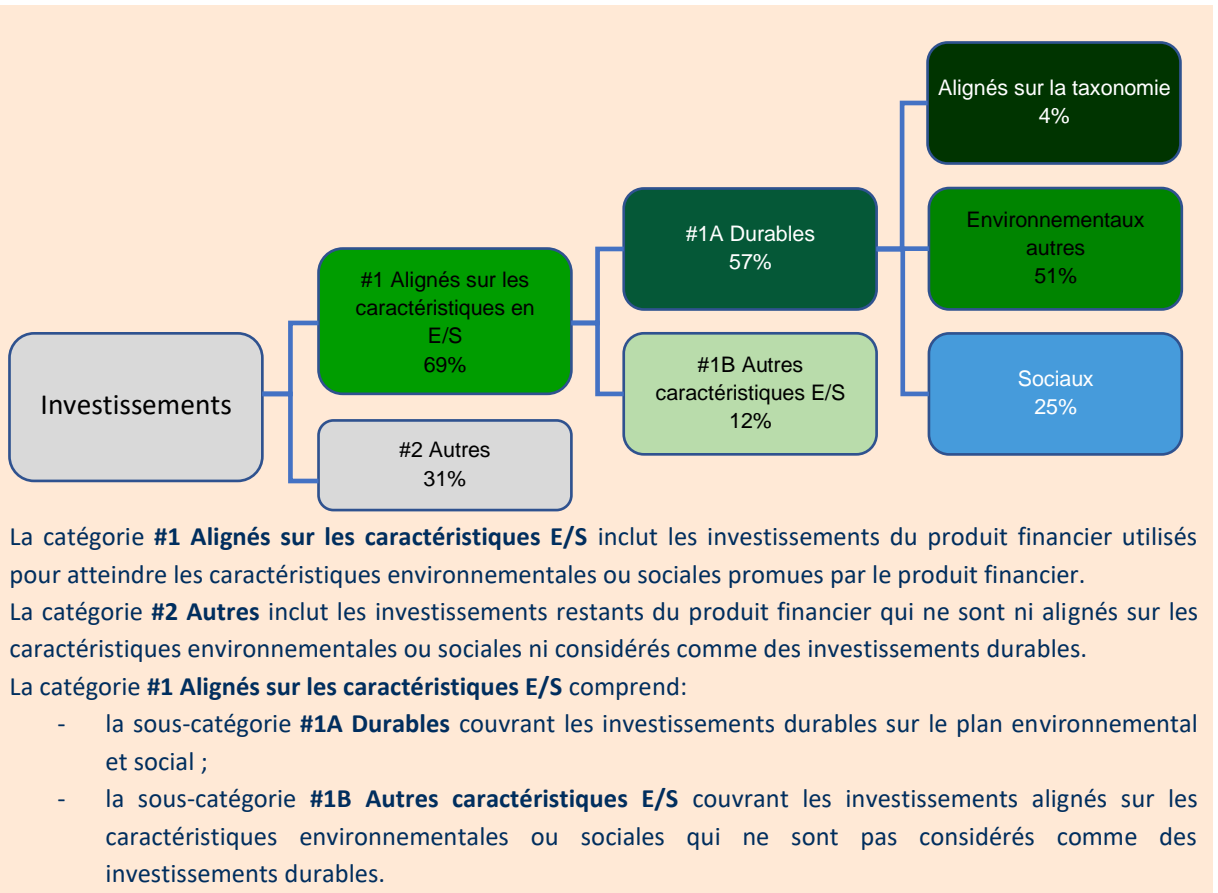 Alignés sur la taxonomie
4%
#1A Durables
57%
Environnementaux
autres
51%
#1 Alignés sur les
caractéristiques en
E/S
69%
Investissements
#1B Autres
caractéristiques E/S
12%
Sociaux
25%
#2 Autres
31%
La catégorie #1 Alignés sur les caractéristiques E/S inclut les investissements du produit financier utilisés
pour atteindre les caractéristiques environnementales ou sociales promues par le produit financier.
La catégorie #2 Autres inclut les investissements restants du produit financier qui ne sont ni alignés sur les
caractéristiques environnementales ou sociales ni considérés comme des investissements durables.
La catégorie #1 Alignés sur les caractéristiques E/S comprend:
- la sous-catégorie #1A Durables couvrant les investissements durables sur le plan environnemental
et social ;
- la sous-catégorie #1B Autres caractéristiques E/S couvrant les investissements alignés sur les
caractéristiques environnementales ou sociales qui ne sont pas considérés comme des
investissements durables.